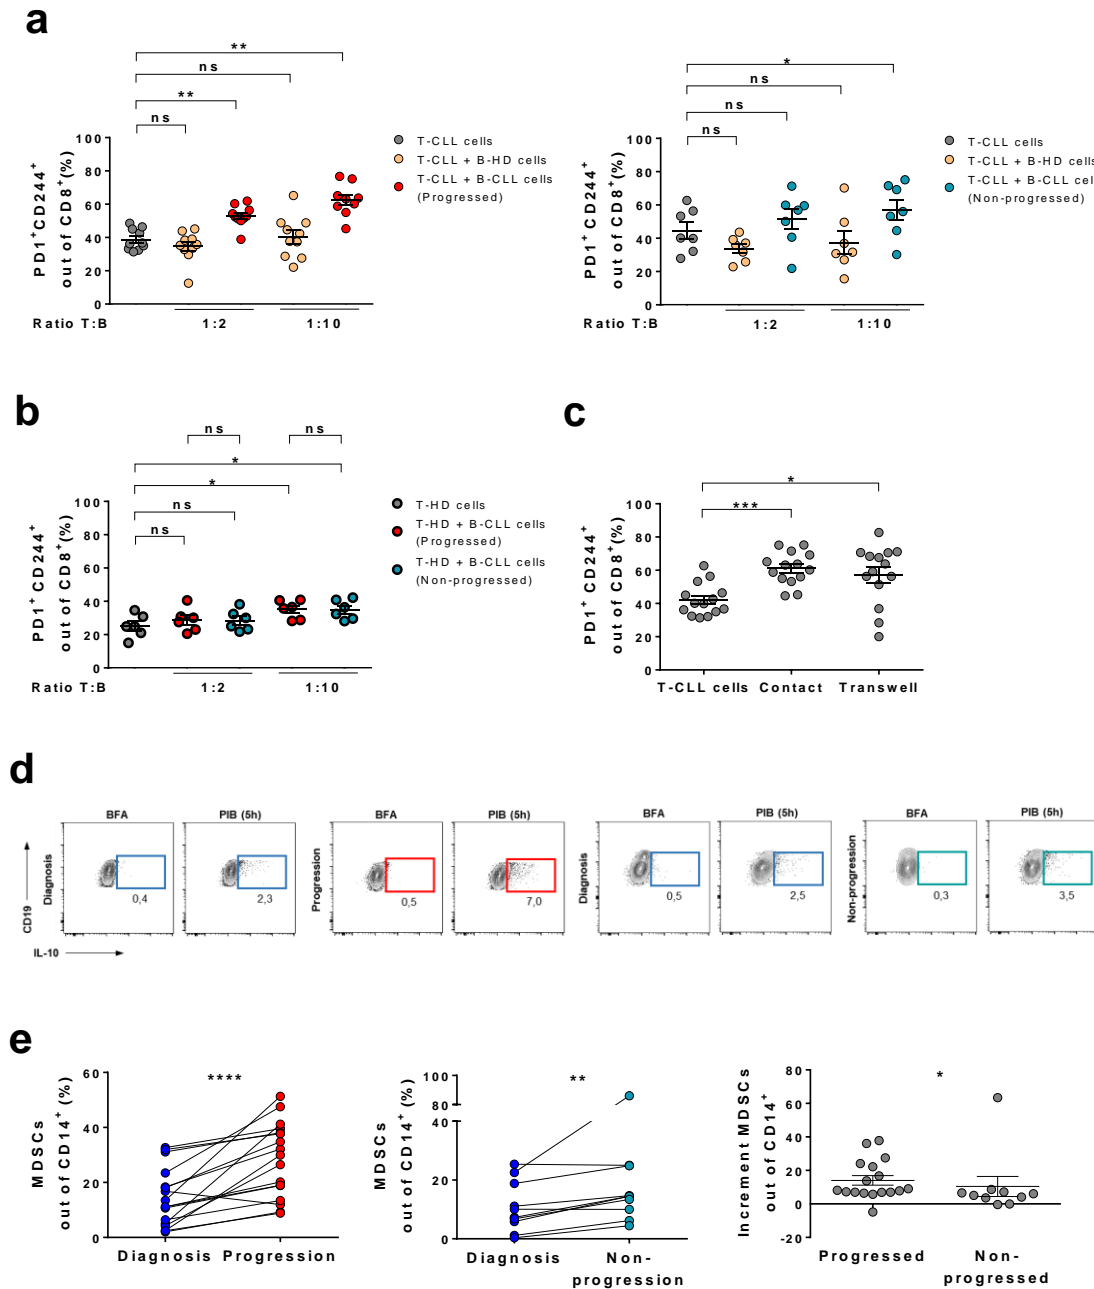 a
**
ns
**
ns
PD1+CD244+
out of CD8+(%)
100
80
60
40
20
0
Ratio T:B
1:2
1:10
T-CLL cells
T-CLL + B-HD cells
T-CLL + B-CLL cells
(Progressed)
*
ns
ns
ns
PD1+ CD244+
out of CD8+(%)
100
80
60
40
20
0
Ratio T:B
1:2
1:10
T-CLL cells
T-CLL + B-HD cells
T-CLL + B-CLL cel
(Non-progressed)
b
ns
ns
*
*
ns
ns
PD1+ CD244+
out of CD8+(%)
100
80
60
40
20
0
Ratio T:B
1:2
1:10
T-HD cells
T-HD + B-CLL cells
(Progressed)
T-HD + B-CLL cells
(Non-progressed)
c
*
***
PD1+ CD244+
out of CD8+(%)
100
80
60
40
20
0
T-CLL cells Contact Transwell
d
CD19
IL-10
BFA
PIB (5h)
Diagnosis
0,4
2,3
BFA
PIB (5h)
Progression
0,5
7,0
BFA
PIB (5h)
Diagnosis
0,5
2,5
BFA
PIB (5h)
Non-progression
0,3
3,5
e
****
MDSCs
out of CD14+ (%)
60
40
20
0
Diagnosis Progression
**
MDSCs
out of CD14+ (%)
100
80
40
20
0
Diagnosis Non-
progression
*
Increment MDSCs
out of CD14+
80
60
40
20
0
-20
Progressed Non-
progressed